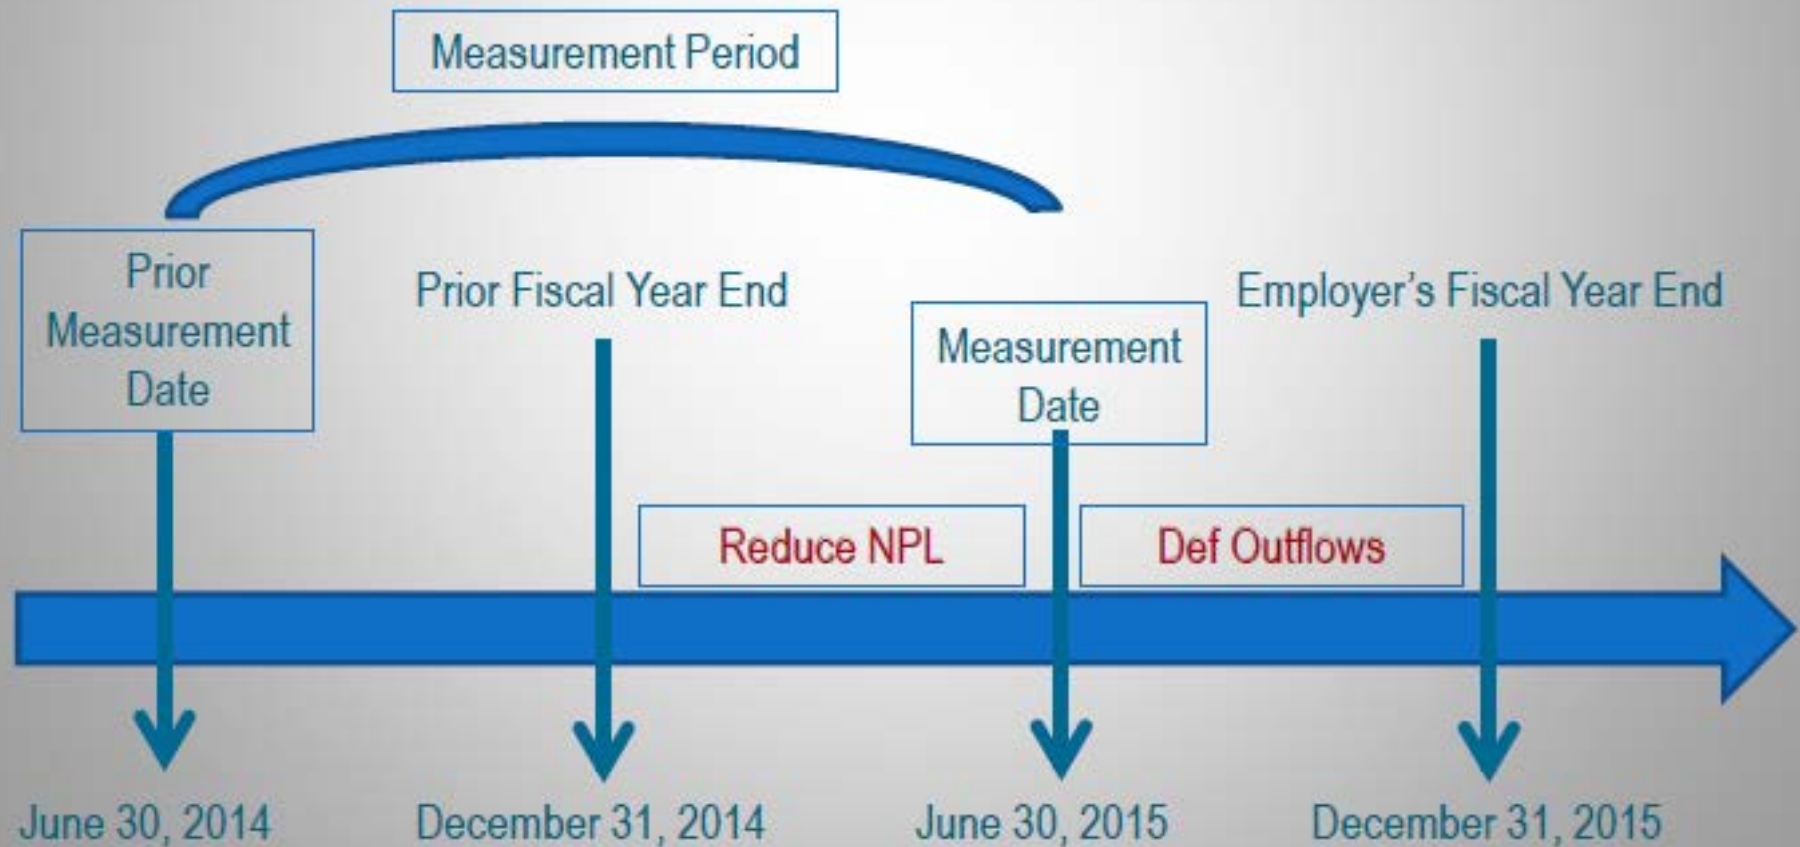 Measurement Period
Prior
Measurement
Date
Prior Fiscal Year End
Measurement
Date
Employer's Fiscal Year End
Reduce NPL
Def Outflows
June 30, 2014
December 31, 2014
June 30, 2015
December 31, 2015